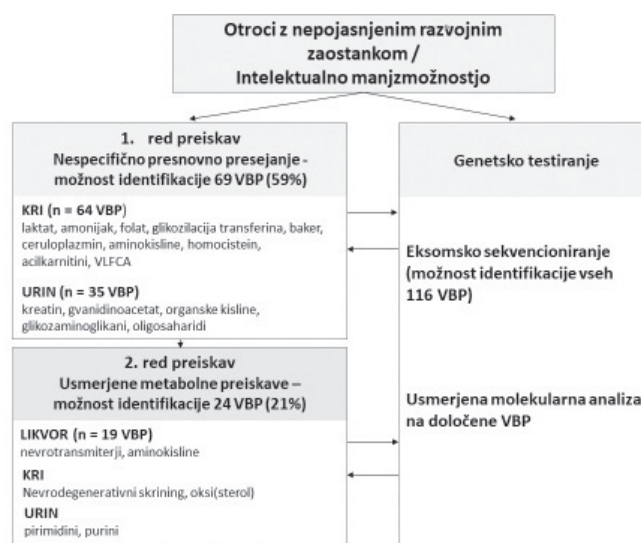 Otroci z nepojasnjenim razvojnim
zaostankom /
Intelektualno manjzmožnostjo
1. red preiskav
Nespecifično presnovno presejanje -
možnost identifikacije 69 VBP (59%)
KRI (n = 64 VBP)
laktat, amonijak, folat, glikozilacija transferina, baker,
ceruloplazmin, aminokisline, homocistein,
acilkarnitini, VLFCA
URIN (n = 35 VBP)
kreatin, gvanidinoacetat, organske kisline,
glikozaminoglikani, oligosaharidi
2. red preiskav
Usmerjene metabolne preiskave –
možnost identifikacije 24 VBP (21%)
LIKVOR (n = 19 VBP)
nevrotransmiterji, aminokisline
KRI
Nevrodegenerativni skrining, oksi(sterol)
URIN
pirimidini, purini
Genetsko testiranje
Eksomsko sekvencioniranje
(možnost identifikacije vseh
116 VBP)
Usmerjena molekularna analiza
na določene VBP